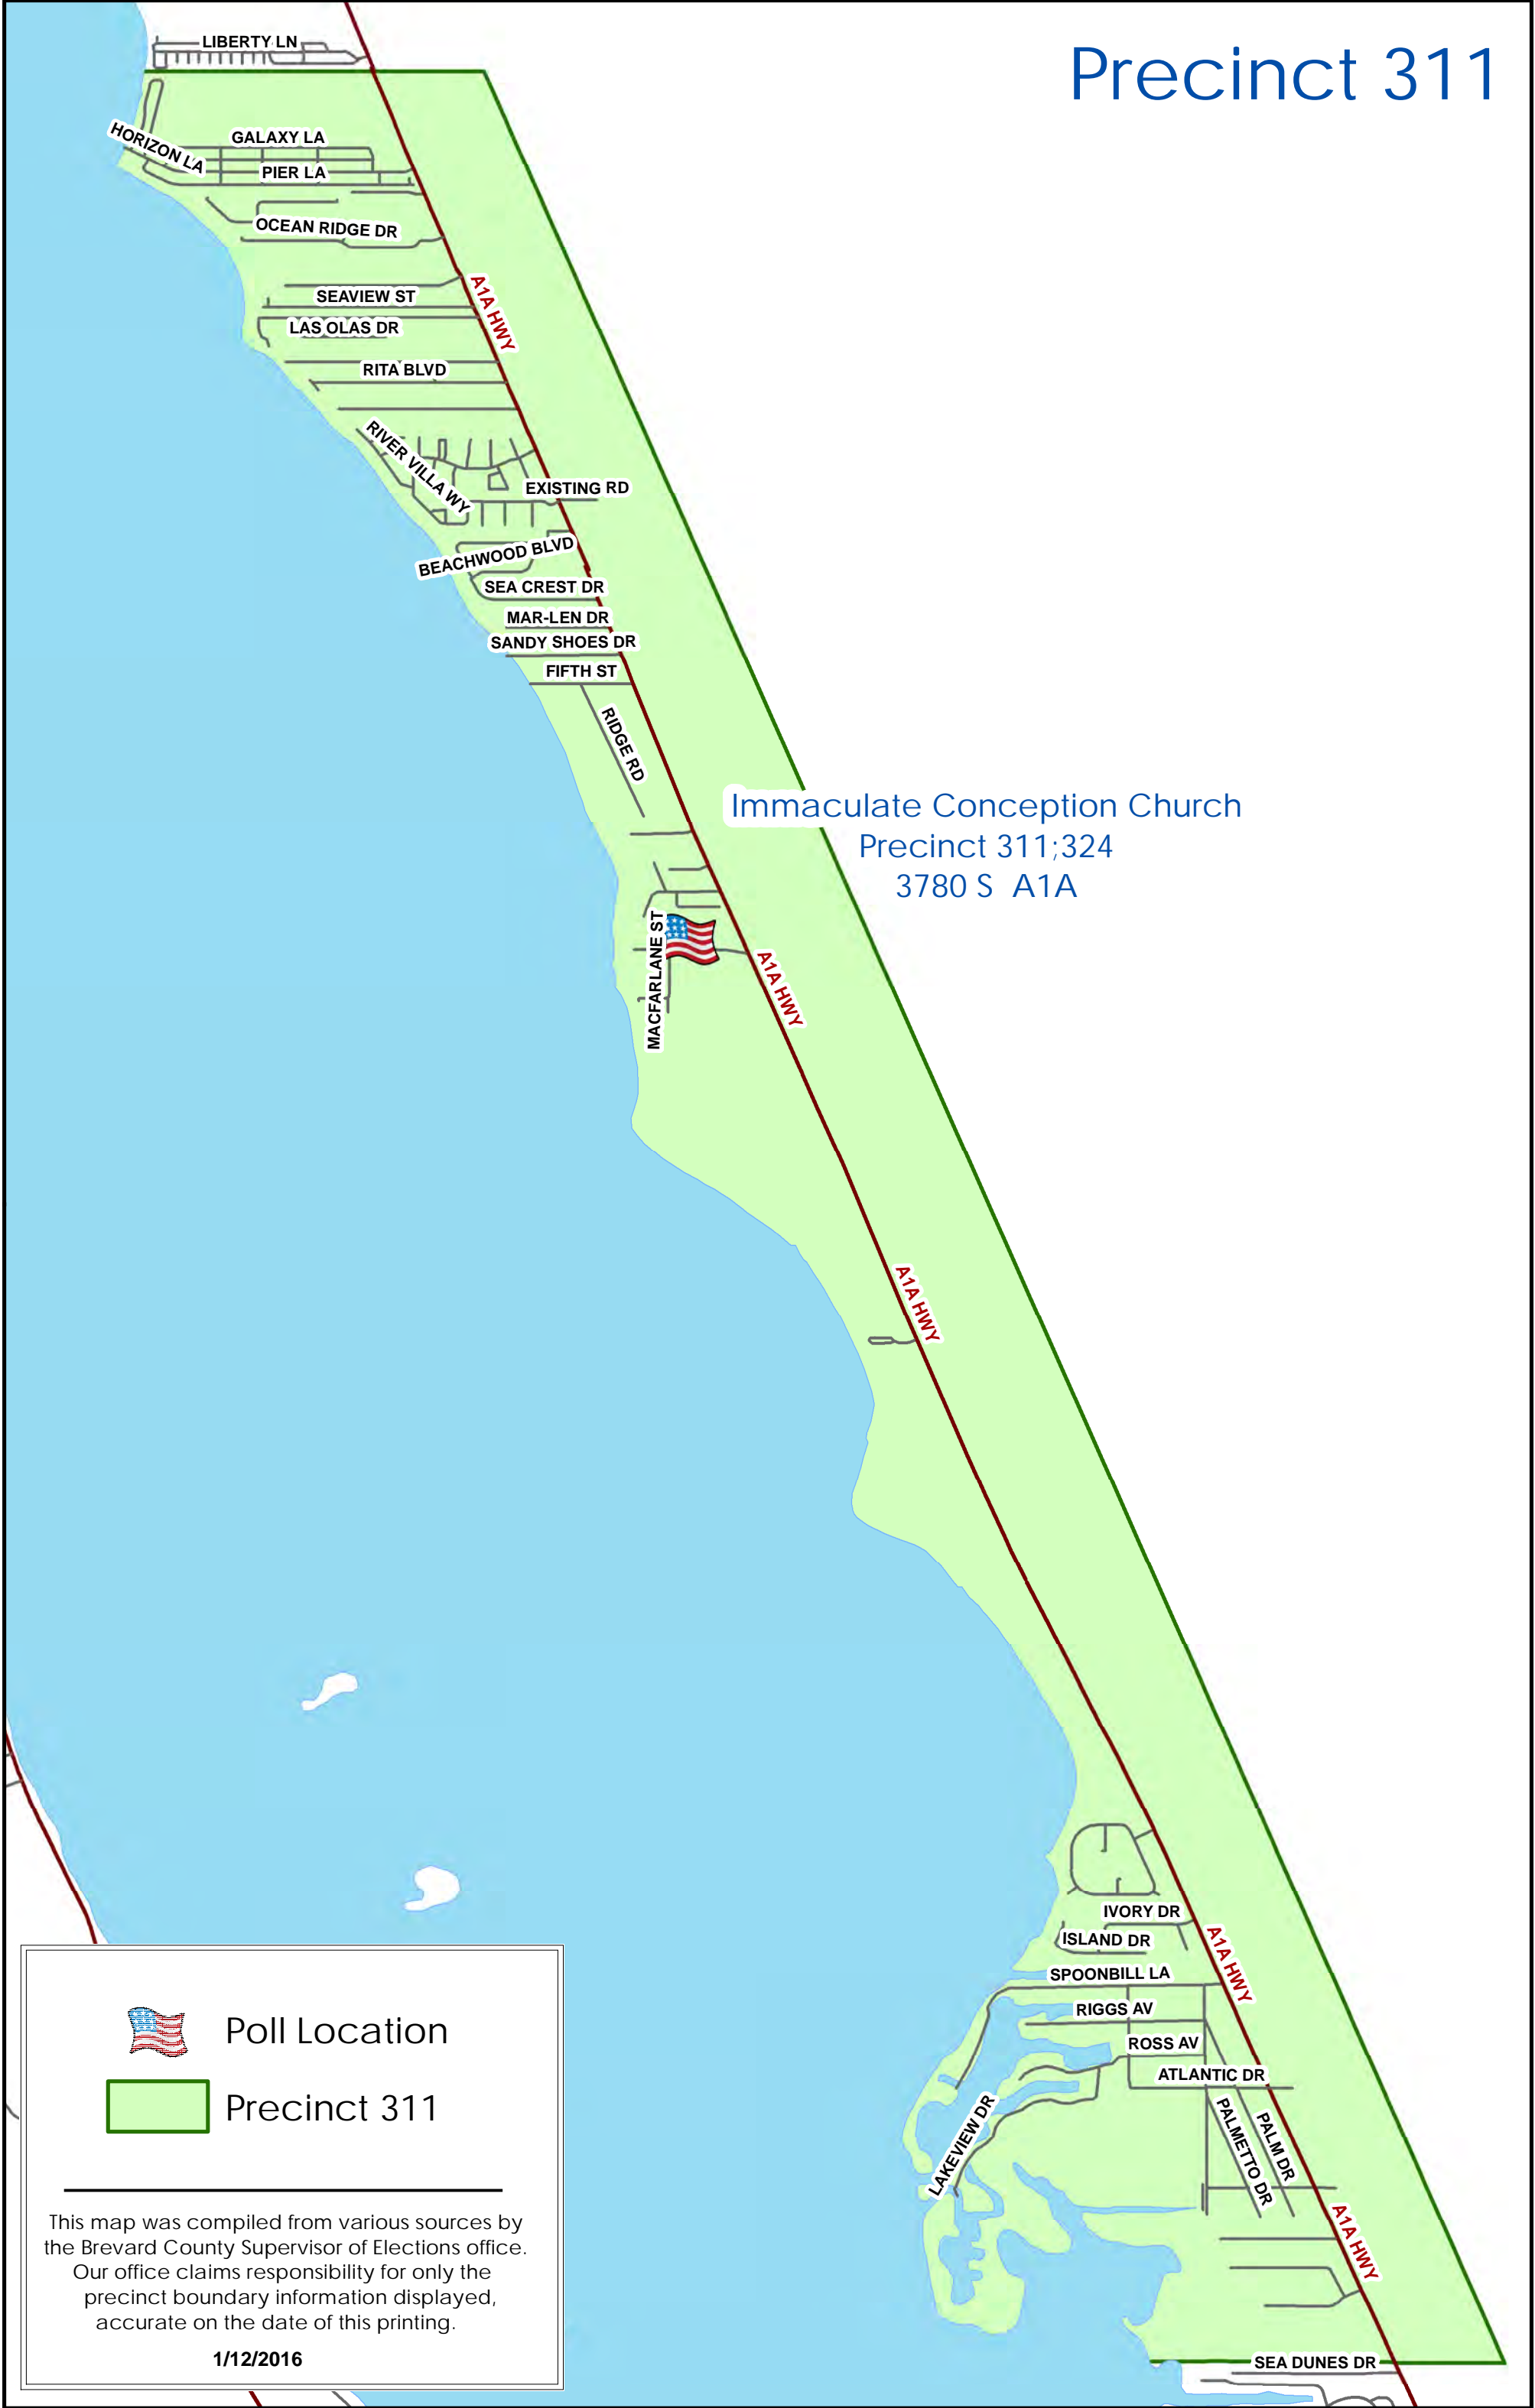 Precinct 311
LIBERTY LN
HORIZON LA
GALAXY LA
PIER LA
OCEAN RIDGE DR
SEAVIEW ST
A1A HWY
LAS OLAS DR
RITA BLVD
RIVER VILLA WY
EXISTING RD
BEACHWOOD BLVD
SEA CREST DR
MAR-LEN DR
SANDY SHOES DR
FIFTH ST
RIDGE RD
Immaculate Conception Church
Precinct 311;324
3780 S A1A
MACFARLANE ST
A1A HWY
A1A HWY
IVORY DR
ISLAND DR
A1A HWY
SPOONBILL LA
RIGGS AV
ROSS AV
ATLANTIC DR
LAKEVIEW DR
PALMETTO DR
PALM DR
A1A HWY
SEA DUNES DR
Poll Location
Precinct 311
This map was compiled from various sources by
the Brevard County Supervisor of Elections office.
Our office claims responsibility for only the
precinct boundary information displayed,
accurate on the date of this printing.
1/12/2016